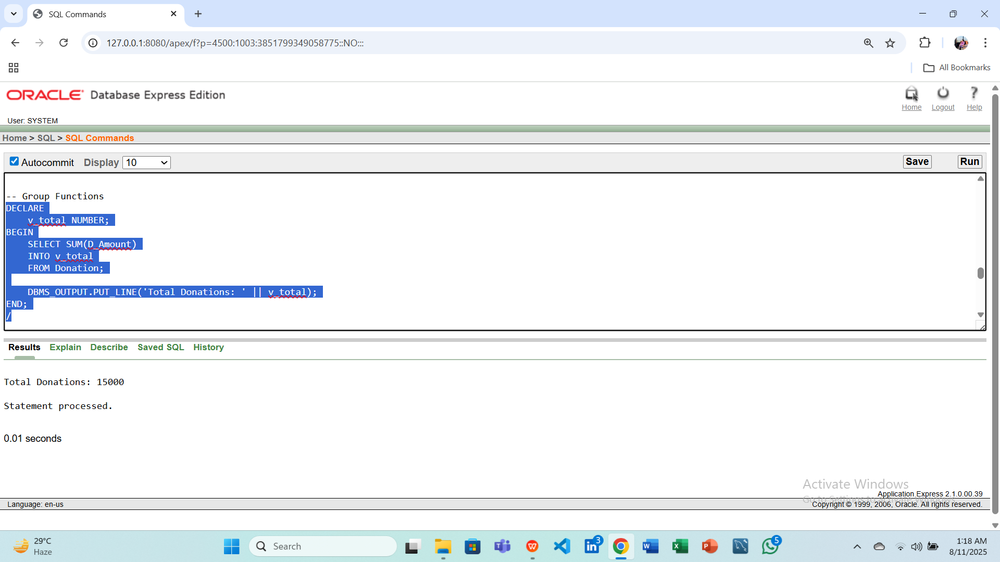 SQL Commands
127.0.0.1:8080/apex/f?p=4500:1003:3851799349058775::NO:::
All Bookmarks
ORACLE Database Express Edition
Home Logout Help
User: SYSTEM
Home > SQL > SQL Commands
Autocommit Display 10 Save Run
-- Group Functions
DECLARE
v_total NUMBER;
BEGIN
SELECT SUM(D_Amount)
INTO v_total
FROM Donation;
DBMS_OUTPUT.PUT_LINE('Total Donations: ' || v_total);
END;
/
Results Explain Describe Saved SQL History
Total Donations: 15000
Statement processed.
0.01 seconds
Activate Windows
Go to Settings to activate Windows.
Application Express 2.1.0.00.39
Language: en-us
Copyright © 1999, 2006, Oracle. All rights reserved.
29°C
Haze
Search
3
5
1:18 AM
8/11/2025